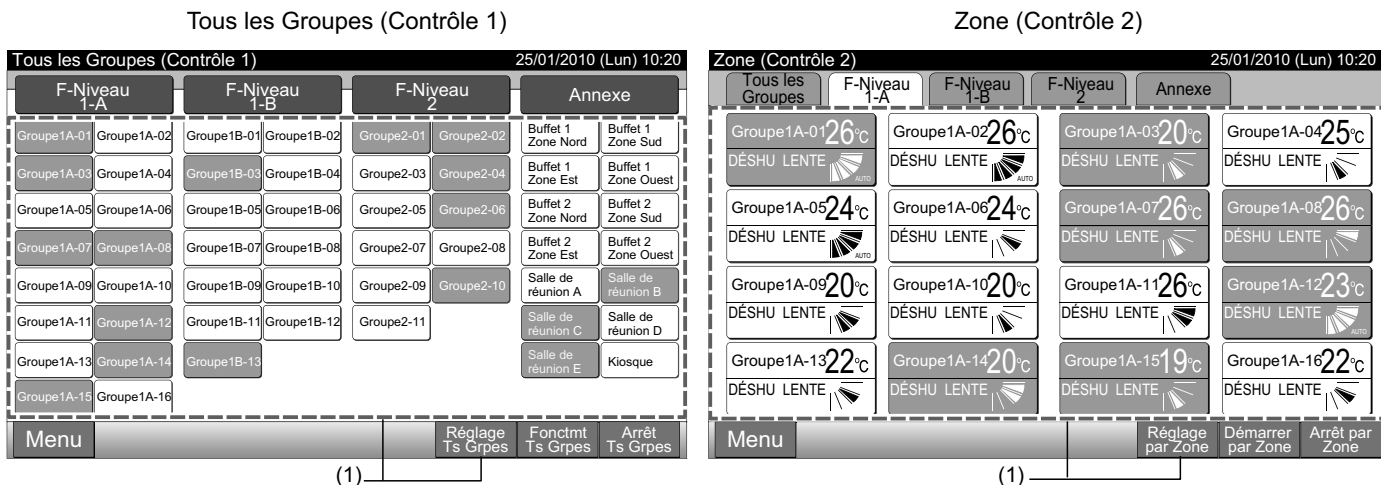 Tous les Groupes (Contrôle 1)
Tous les Groupes (Contrôle 1) 25/01/2010 (Lun) 10:20
F-Niveau 1-A F-Niveau 1-B F-Niveau 2 Annexe
Groupe1A-01 Groupe1A-02 Groupe1B-01 Groupe1B-02 Groupe2-01 Groupe2-02 Buffet 1 Zone Nord Buffet 1 Zone Sud
Groupe1A-03 Groupe1A-04 Groupe1B-03 Groupe1B-04 Groupe2-03 Groupe2-04 Buffet 1 Zone Est Buffet 1 Zone Ouest
Groupe1A-05 Groupe1A-06 Groupe1B-05 Groupe1B-06 Groupe2-05 Groupe2-06 Buffet 2 Zone Nord Buffet 2 Zone Sud
Groupe1A-07 Groupe1A-08 Groupe1B-07 Groupe1B-08 Groupe2-07 Groupe2-08 Buffet 2 Zone Est Buffet 2 Zone Ouest
Groupe1A-09 Groupe1A-10 Groupe1B-09 Groupe1B-10 Groupe2-09 Groupe2-10 Salle de réunion A Salle de réunion B
Groupe1A-11 Groupe1A-12 Groupe1B-11 Groupe1B-12 Groupe2-11 Salle de réunion C Salle de réunion D
Groupe1A-13 Groupe1A-14 Groupe1B-13 Salle de réunion E Kiosque
Groupe1A-15 Groupe1A-16
Menu Réglage Ts Grpes Fonctmt Ts Grpes Arrêt Ts Grpes
(1)
Zone (Contrôle 2)
Zone (Contrôle 2) 25/01/2010 (Lun) 10:20
Tous les Groupes F-Niveau 1-A F-Niveau 1-B F-Niveau 2 Annexe
Groupe1A-01 26°C Groupe1A-02 26°C Groupe1A-03 20°C Groupe1A-04 25°C
DÉSHU LENTE AUTO DÉSHU LENTE AUTO DÉSHU LENTE DÉSHU LENTE
Groupe1A-05 24°C Groupe1A-06 24°C Groupe1A-07 26°C Groupe1A-08 26°C
DÉSHU LENTE AUTO DÉSHU LENTE DÉSHU LENTE DÉSHU LENTE
Groupe1A-09 20°C Groupe1A-10 20°C Groupe1A-11 26°C Groupe1A-12 23°C
DÉSHU LENTE DÉSHU LENTE DÉSHU LENTE DÉSHU LENTE AUTO
Groupe1A-13 22°C Groupe1A-14 20°C Groupe1A-15 19°C Groupe1A-16 22°C
DÉSHU LENTE DÉSHU LENTE DÉSHU LENTE DÉSHU LENTE
Menu Réglage par Zone Démarrer par Zone Arrêt par Zone
(1)